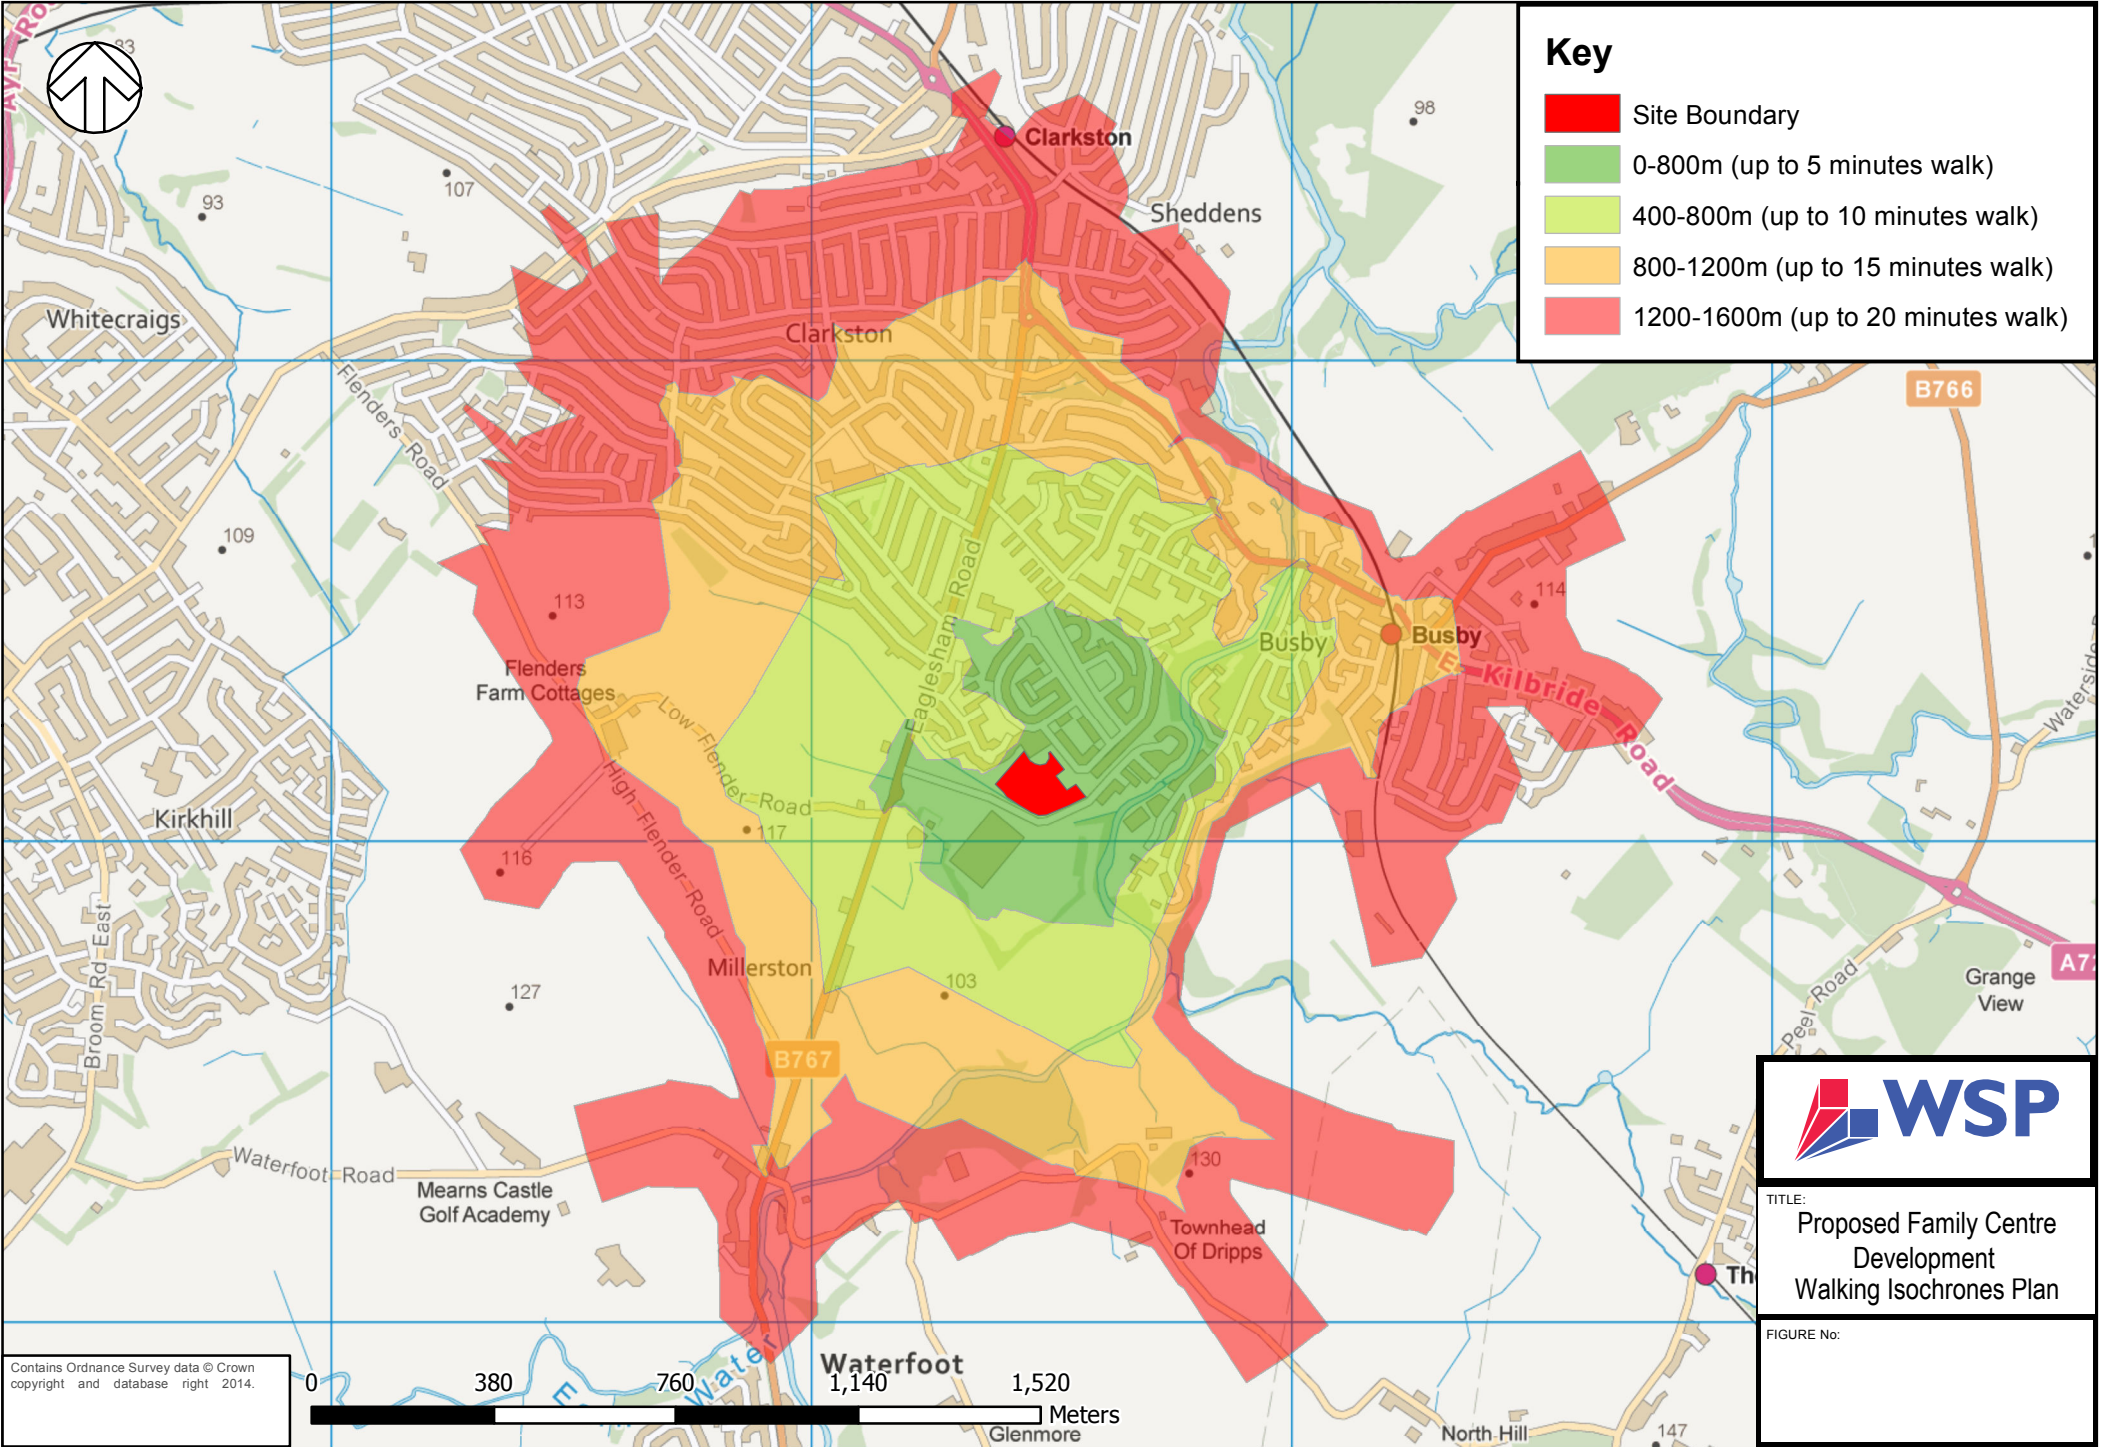 Key
Site Boundary
0-800m (up to 5 minutes walk)
400-800m (up to 10 minutes walk)
800-1200m (up to 15 minutes walk)
1200-1600m (up to 20 minutes walk)
83
98
Clarkston
107
93
Sheddens
Whitecraigs
Clarkston
B766
Flenders Road
109
Eaglesham Road
113
114
Busby
Busby
E Kilbride Road
Flenders
Farm Cottages
Low Flender Road
High Flender Road
117
Kirkhill
116
Broom Rd East
Millerston
103
127
Grange
View
Peel Road
B767
WSP
Waterfoot Road
Mearns Castle
Golf Academy
130
Townhead
Of Dripps
TITLE:
Proposed Family Centre
Development
Walking Isochrones Plan
FIGURE No:
Contains Ordnance Survey data © Crown
copyright and database right 2014.
Water
Waterfoot
0 380 760 1,140 1,520
Meters
Glenmore
North Hill
147